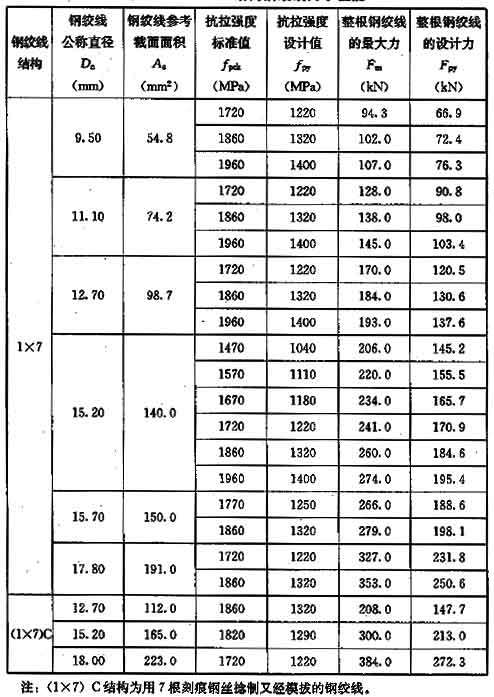 钢绞线结构 钢绞线公称直径 Dn (mm) 钢绞线参考截面面积 As (mm²) 抗拉强度标准值 fptk (MPa) 抗拉强度设计值 fpy (MPa) 整根钢绞线的最大力 Fm (kN) 整根钢绞线的设计力 Fpy (kN)
1720 1220 94.3 66.9
9.50 54.8 1860 1320 102.0 72.4
1960 1400 107.0 76.3
1720 1220 128.0 90.8
11.10 74.2 1860 1320 138.0 98.0
1960 1400 145.0 103.4
1720 1220 170.0 120.5
12.70 98.7 1860 1320 184.0 130.6
1960 1400 193.0 137.6
1×7 1470 1040 206.0 145.2
1570 1110 220.0 155.5
15.20 140.0 1670 1180 234.0 165.7
1720 1220 241.0 170.9
1860 1320 260.0 184.6
1960 1400 274.0 195.4
15.70 150.0 1770 1250 266.0 188.6
1860 1320 279.0 198.1
17.80 191.0 1720 1220 327.0 231.8
1860 1320 353.0 250.6
12.70 112.0 1860 1320 208.0 147.7
(1×7)C 15.20 165.0 1820 1290 300.0 213.0
18.00 223.0 1720 1220 384.0 272.3
注:(1×7) C结构为用7根刻痕钢丝捻制又经模拔的钢绞线。